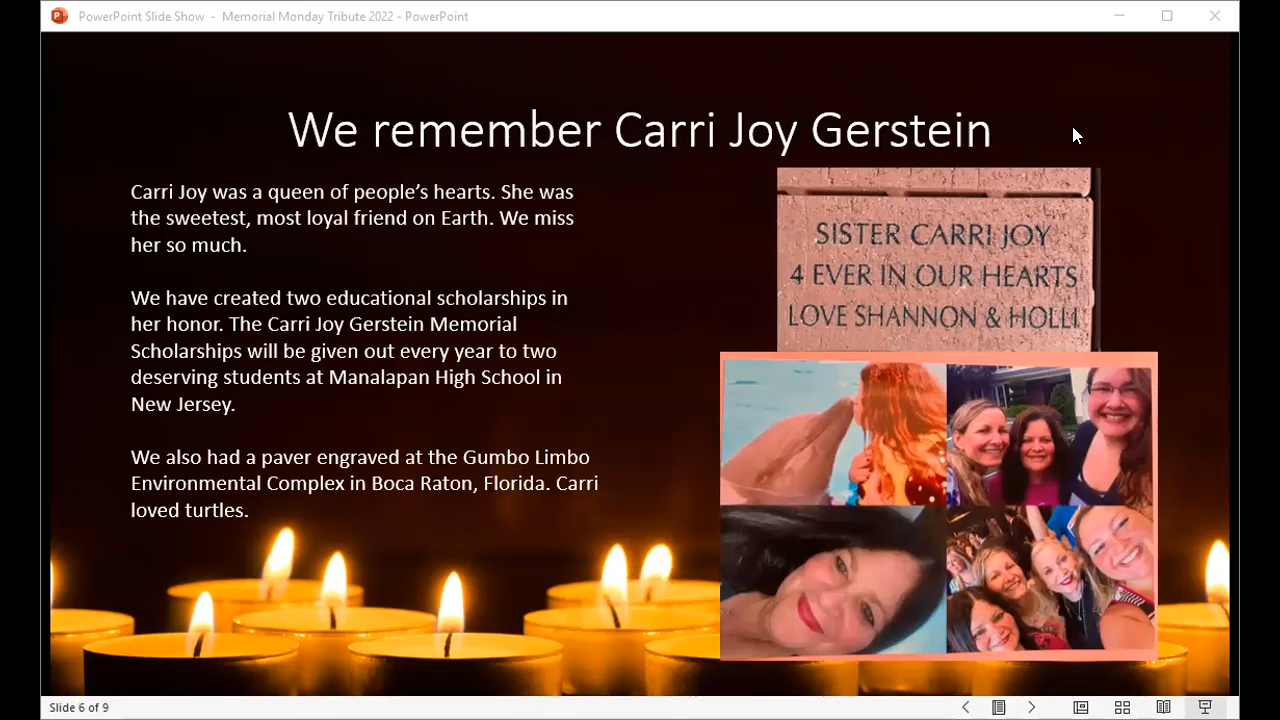 PowerPoint Slide Show - Memorial Monday Tribute 2022 - PowerPoint
We remember Carri Joy Gerstein
Carri Joy was a queen of people's hearts. She was
the sweetest, most loyal friend on Earth. We miss
her so much.
We have created two educational scholarships in
her honor. The Carri Joy Gerstein Memorial
Scholarships will be given out every year to two
deserving students at Manalapan High School in
New Jersey.
We also had a paver engraved at the Gumbo Limbo
Environmental Complex in Boca Raton, Florida. Carri
loved turtles.
SISTER CARRI JOY
4 EVER IN OUR HEARTS
LOVE SHANNON & HOLLI
Slide 6 of 9